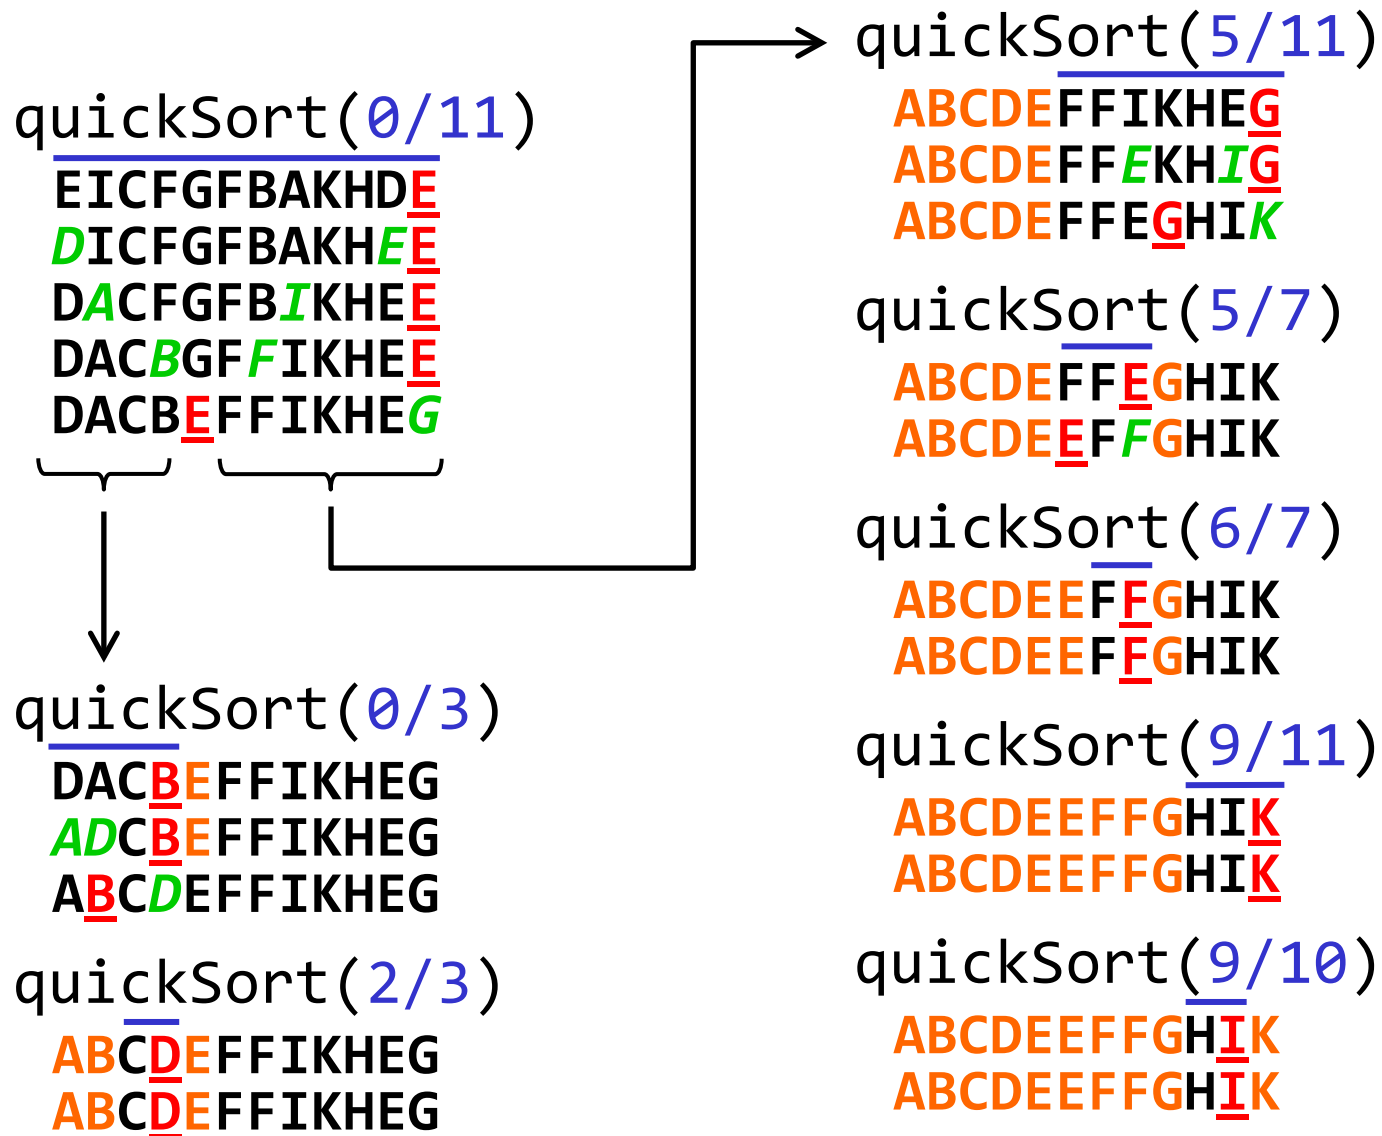 quickSort(0/11)
EICFGFBAKHDE
DICFGFBAKHEE
DACFGFBIKHEE
DACBGFFIKHEE
DACBEFFIKHEG
quickSort(0/3)
DACBEFFIKHEG
ADCBEFFIKHEG
ABCDEFFIKHEG
quickSort(2/3)
ABCDEFFIKHEG
ABCDEFFIKHEG
quickSort(5/11)
ABCDEFFIKHEG
ABCDEFFEKHIG
ABCDEFFEGHIK
quickSort(5/7)
ABCDEFFEGHIK
ABCDEEFFGHIK
quickSort(6/7)
ABCDEEFFGHIK
ABCDEEFFGHIK
quickSort(9/11)
ABCDEEFFGHIK
ABCDEEFFGHIK
quickSort(9/10)
ABCDEEFFGHIK
ABCDEEFFGHIK